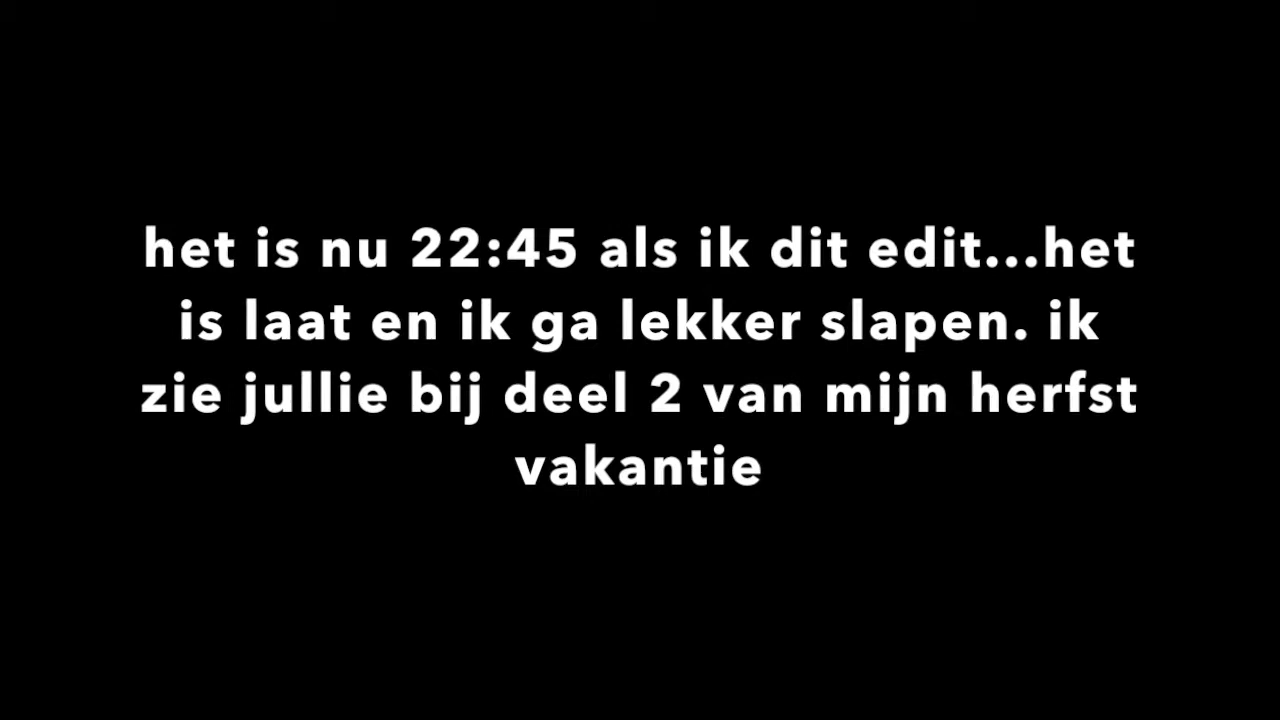 het is nu 22:45 als ik dit edit...het
is laat en ik ga lekker slapen. ik
zie jullie bij deel 2 van mijn herfst
vakantie